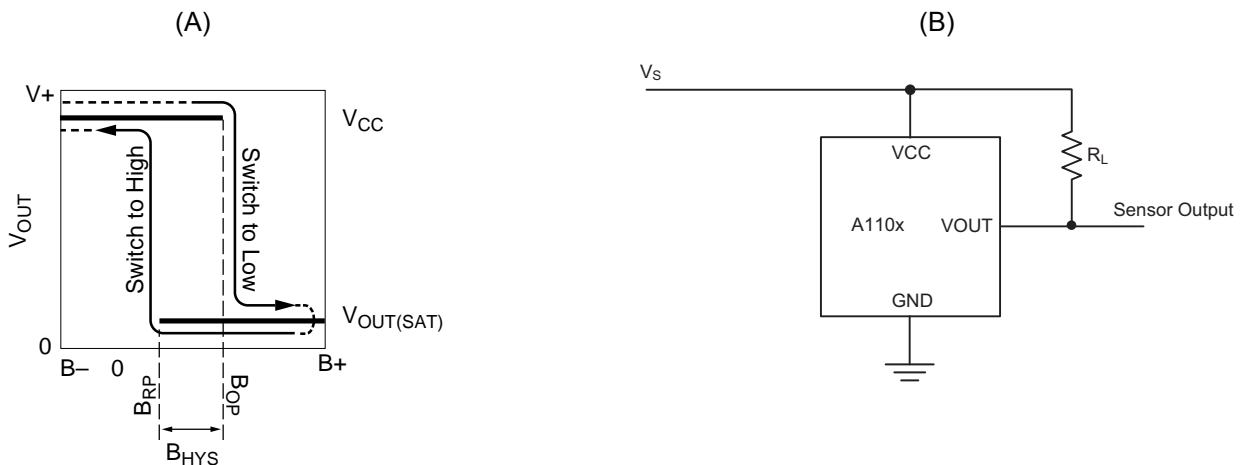 (A)
(B)
V+
VCC
Switch to High
Switch to Low
VOUT
VOUT(SAT)
0
B–
0
B+
BRP
BOP
BHYS
VS
VCC
RL
A110x
VOUT
Sensor Output
GND